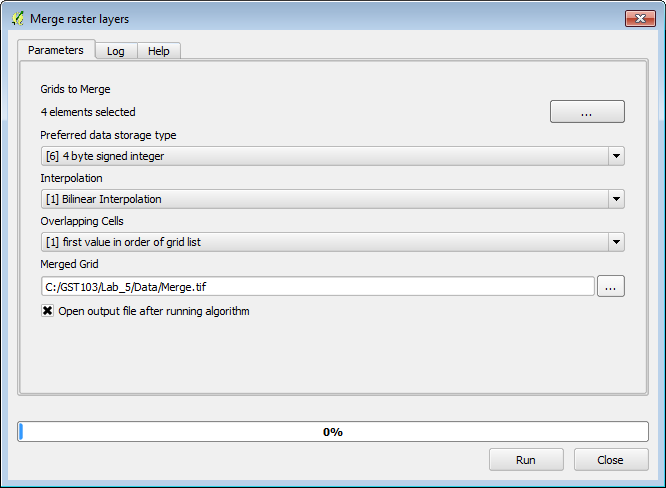 Merge raster layers
Parameters Log Help
Grids to Merge
4 elements selected
...
Preferred data storage type
[6] 4 byte signed integer
Interpolation
[1] Bilinear Interpolation
Overlapping Cells
[1] first value in order of grid list
Merged Grid
C:/GST103/Lab_5/Data/Merge.tif
...
Open output file after running algorithm
0%
Run Close